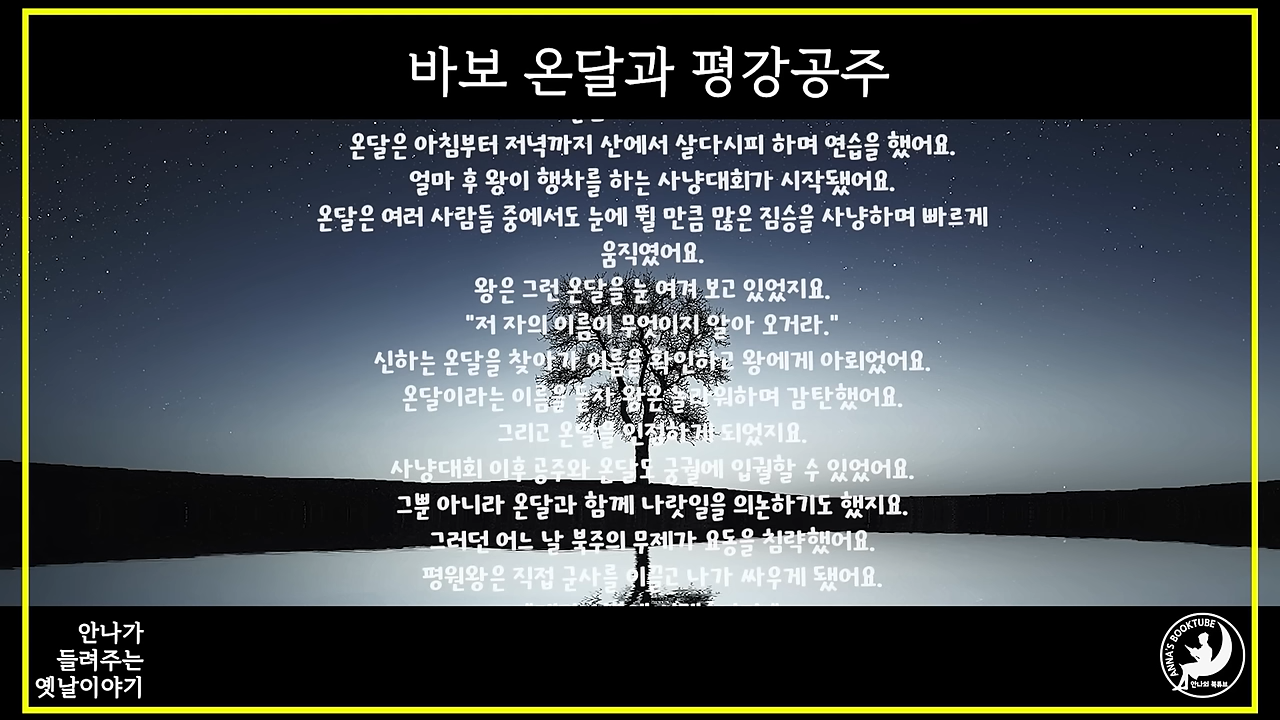 바보 온달과 평강공주
온달은 아침부터 저녁까지 산에서 살다시피 하며 연습을 했어요.
얼마 후 왕이 행차를 하는 사냥대회가 시작됐어요.
온달은 여러 사람들 중에서도 눈에 띌 만큼 많은 짐승을 사냥하며 빠르게
움직였어요.
왕은 그런 온달을 눈 여겨 보고 있었지요.
"저 자의 이름이 무엇이지 알아 오거라."
신하는 온달을 찾아가 이름을 확인하고 왕에게 아뢰었어요.
온달이라는 이름을 듣자 왕은 놀라워하며 감탄했어요.
그리고 온달을 인정하게 되었지요.
사냥대회 이후 공주와 온달도 궁궐에 입궐할 수 있었어요.
그뿐 아니라 온달과 함께 나랏일을 의논하기도 했지요.
그러던 어느 날 북주의 무제가 요동을 침략했어요.
평원왕은 직접 군사를 이끌고 나가 싸우게 됐어요.
안나가
들려주는
옛날이야기
ANNA'S BOOKTUBE
안나의 북튜브